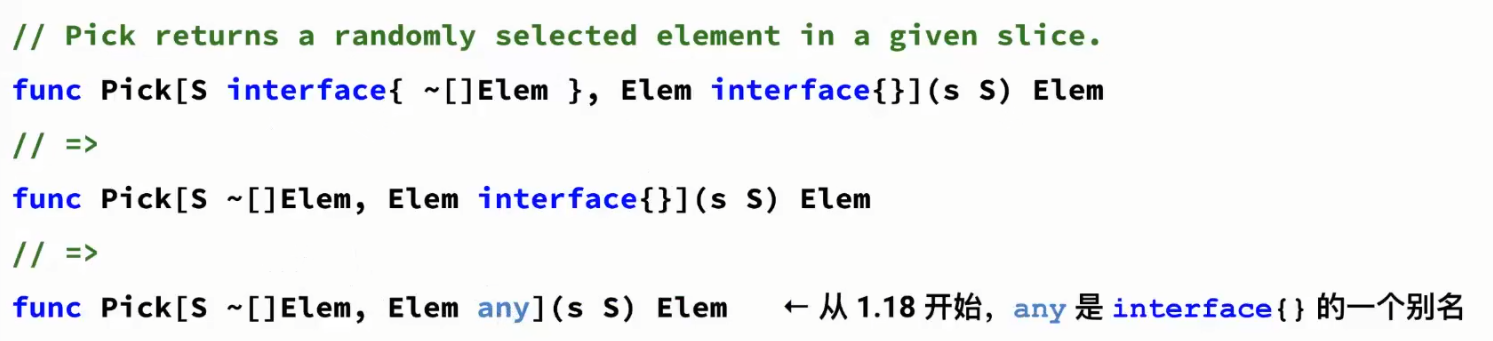 // Pick returns a randomly selected element in a given slice.
func Pick[S interface{ ~[]Elem }, Elem interface{}](s S) Elem
// =>
func Pick[S ~[]Elem, Elem interface{}](s S) Elem
// =>
func Pick[S ~[]Elem, Elem any](s S) Elem ← 从 1.18 开始，any 是 interface{} 的一个别名